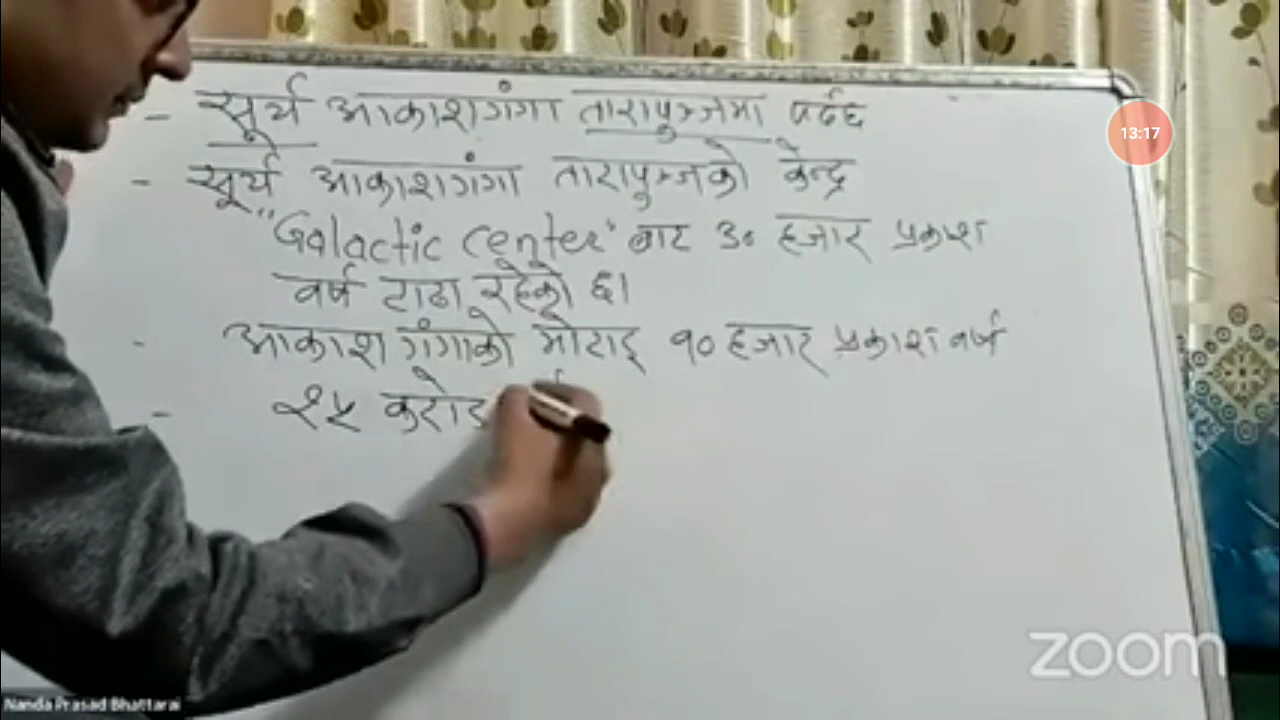 - सूर्य आकाशगंगा तारापुञ्जमा पर्दछ
- सूर्य आकाशगंगा तारापुञ्जको केन्द्र
"Galactic center" बाट ३० हजार प्रकाश
वर्ष टाढा रहेको छ।
- आकाश गंगाको मोटाइ १० हजार प्रकाश वर्ष
- २५ करोड
13:17
zoom
Nanda Prasad Bhattarai